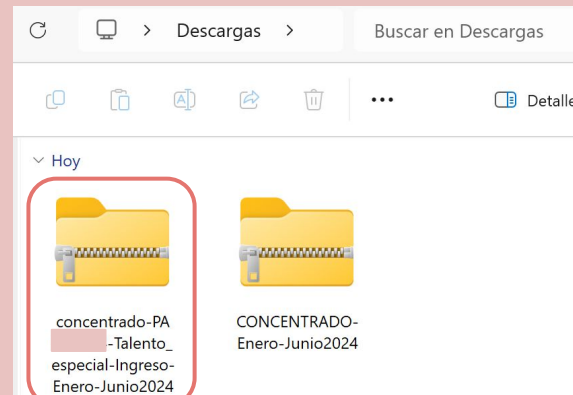 Descargas
Buscar en Descargas
Detalle
Hoy
concentrado-PA
-Talento_
especial-Ingreso-
Enero-Junio2024
CONCENTRADO-
Enero-Junio2024